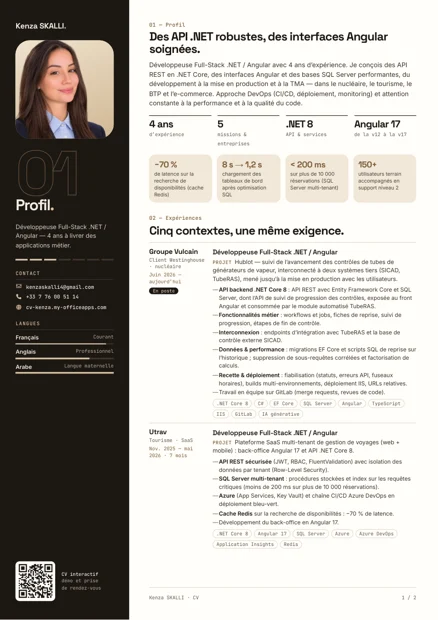 Kenza SKALLI.
01
Profil.
Développeuse Full-Stack .NET /
Angular — 4 ans à livrer des
applications métier.
CONTACT
kenzaskalli4@gmail.com
+33 7 76 00 51 14
cv-kenza.my-officeapps.com
LANGUES
Français Courant
Anglais Professionnel
Arabe Langue maternelle
CV interactif
démo et prise
de rendez-vous
01 — Profil
Des API .NET robustes, des interfaces Angular
soignées.
Développeuse Full-Stack .NET / Angular avec 4 ans d'expérience. Je conçois des API
REST en .NET Core, des interfaces Angular et des bases SQL Server performantes, du
développement à la mise en production et à la TMA — dans le nucléaire, le tourisme, le
BTP et l'e-commerce. Approche DevOps (CI/CD, déploiement, monitoring) et attention
constante à la performance et à la qualité du code.
4 ans
d'expérience
5
missions &
entreprises
.NET 8
API & services
Angular 17
de la v12 à la v17
−70 %
de latence sur la
recherche de
disponibilités (cache
Redis)
8 s → 1,2 s
chargement des
tableaux de bord
après optimisation
SQL
< 200 ms
sur plus de 10 000
réservations (SQL
Server multi-tenant)
150+
utilisateurs terrain
accompagnés en
support niveau 2
02 — Expériences
Cinq contextes, une même exigence.
Groupe Vulcain
Client Westinghouse
· nucléaire
Juin 2026 —
aujourd'hui
En poste
Développeuse Full-Stack .NET / Angular
PROJET Hublot — suivi de l'avancement des contrôles de tubes de
générateurs de vapeur, interconnecté à deux systèmes tiers (SICAD,
TubeRAS), mené jusqu'à la mise en production avec les utilisateurs.
—API backend .NET Core 8 : API REST avec Entity Framework Core et SQL
Server, dont l'API de suivi de progression des contrôles, exposée au front
Angular et consommée par le module automatisé TubeRAS.
—Fonctionnalités métier : workflows et jobs, fiches de reprise, suivi de
progression, étapes de fin de contrôle.
—Interconnexion : endpoints d'intégration avec TubeRAS et la base de
contrôle externe SICAD.
—Données & performance : migrations EF Core et scripts SQL de reprise sur
l'historique ; suppression de sous-requêtes corrélées et factorisation de
calculs.
—Recette & déploiement : fiabilisation (statuts, erreurs API, fuseaux
horaires), builds multi-environnements, déploiement IIS, URLs relatives.
—Travail en équipe sur GitLab (merge requests, revues de code).
.NET Core 8 C# EF Core SQL Server Angular TypeScript
IIS GitLab IA générative
Utrav
Tourisme · SaaS
Nov. 2025 — mai
2026 · 7 mois
Développeuse Full-Stack .NET / Angular
PROJET Plateforme SaaS multi-tenant de gestion de voyages (web +
mobile) : back-office Angular 17 et API .NET Core 8.
—API REST sécurisée (JWT, RBAC, FluentValidation) avec isolation des
données par tenant (Row-Level Security).
—SQL Server multi-tenant : procédures stockées et index sur les requêtes
critiques (moins de 200 ms sur plus de 10 000 réservations).
—Azure (App Services, Key Vault) et chaîne CI/CD Azure DevOps en
déploiement bleu-vert.
—Cache Redis sur la recherche de disponibilités : −70 % de latence.
—Développement du back-office en Angular 17.
.NET Core 8 Angular 17 SQL Server Azure Azure DevOps
Application Insights Redis
Kenza SKALLI · CV 1 / 2